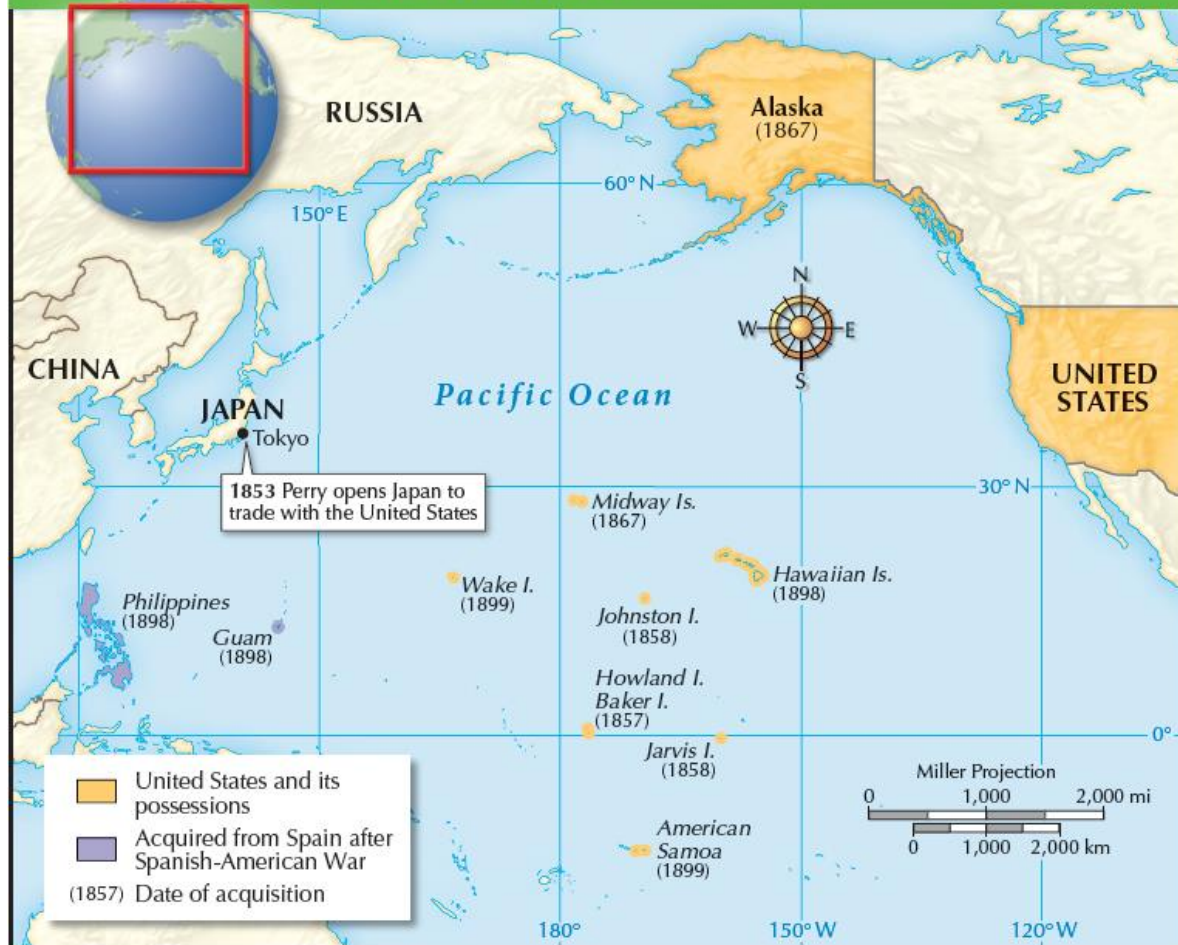 RUSSIA
Alaska
(1867)
60° N
150° E
N
W
E
S
CHINA
JAPAN
Tokyo
Pacific Ocean
UNITED
STATES
1853 Perry opens Japan to
trade with the United States
30° N
Midway Is.
(1867)
Wake I.
(1899)
Hawaiian Is.
(1898)
Johnston I.
(1858)
Philippines
(1898)
Guam
(1898)
Howland I.
Baker I.
(1857)
Jarvis I.
(1858)
0°
American
Samoa
(1899)
United States and its
possessions
Acquired from Spain after
Spanish-American War
(1857) Date of acquisition
Miller Projection
0 1,000 2,000 mi
0 1,000 2,000 km
180°
150° W
120° W